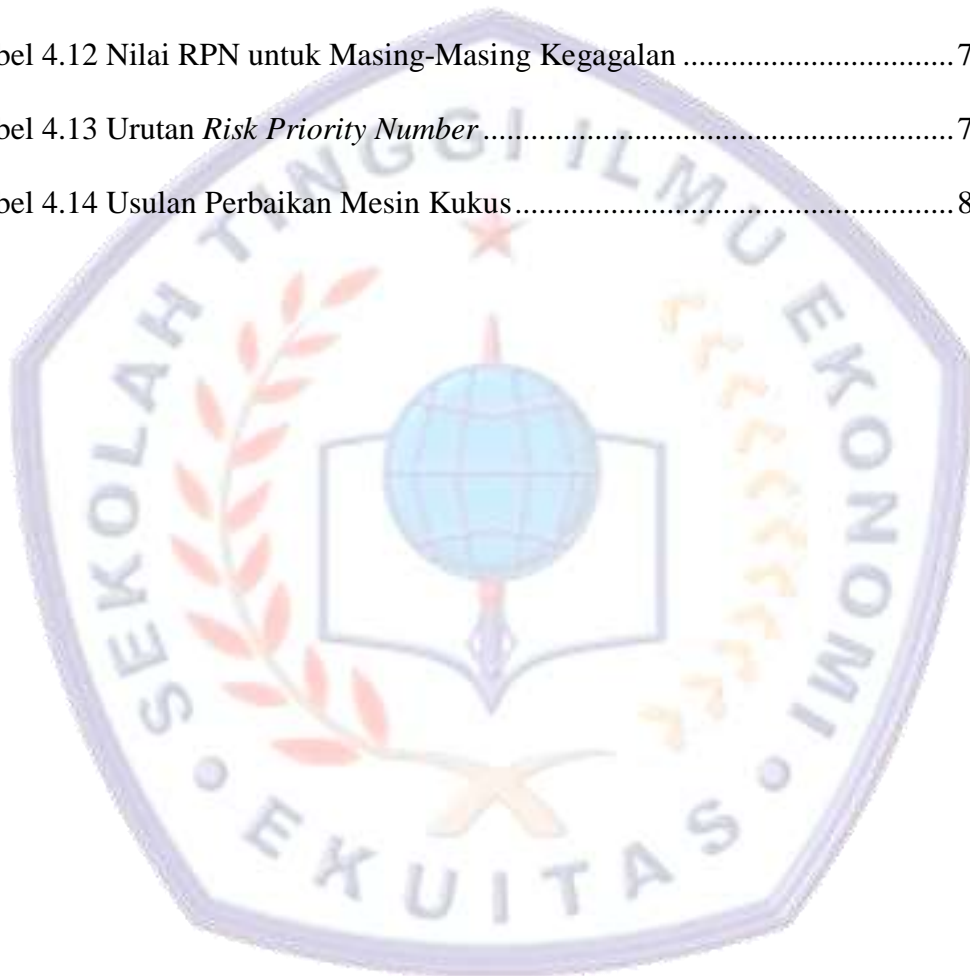 bel 4.12 Nilai RPN untuk Masing-Masing Kegagalan ................................. 7
bel 4.13 Urutan Risk Priority Number ......................................................... 7
bel 4.14 Usulan Perbaikan Mesin Kukus ..................................................... 8
SEKOLAH TINGGI ILMU EKONOMI
EKUITAS